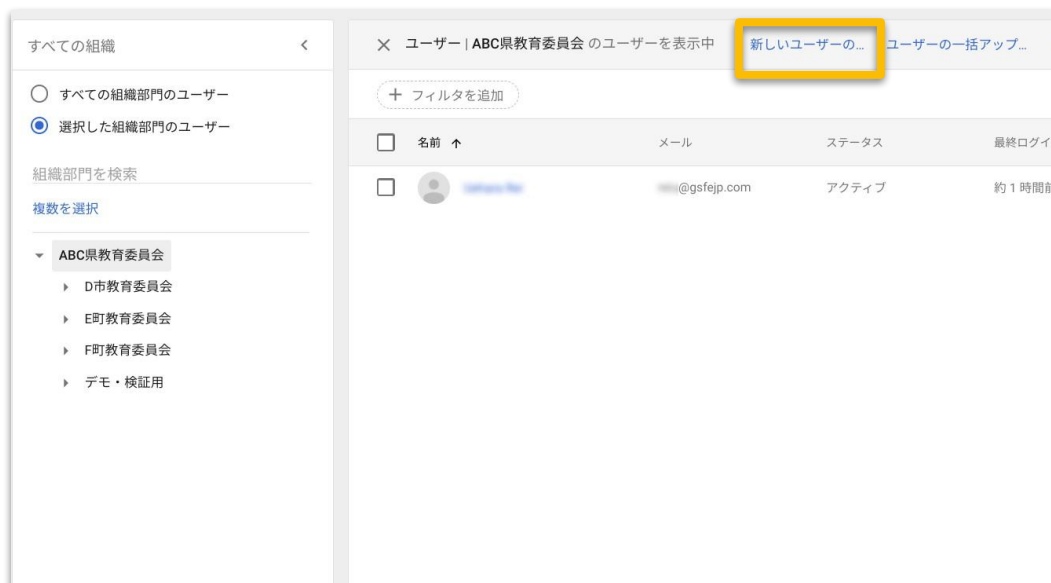 すべての組織
すべての組織部門のユーザー
選択した組織部門のユーザー
組織部門を検索
複数を選択
ABC県教育委員会
D市教育委員会
E町教育委員会
F町教育委員会
デモ・検証用
ユーザー | ABC県教育委員会 のユーザーを表示中 新しいユーザーの... ユーザーの一括アップ...
フィルタを追加
名前 メール ステータス 最終ログイ
@gsfejp.com アクティブ 約 1 時間前